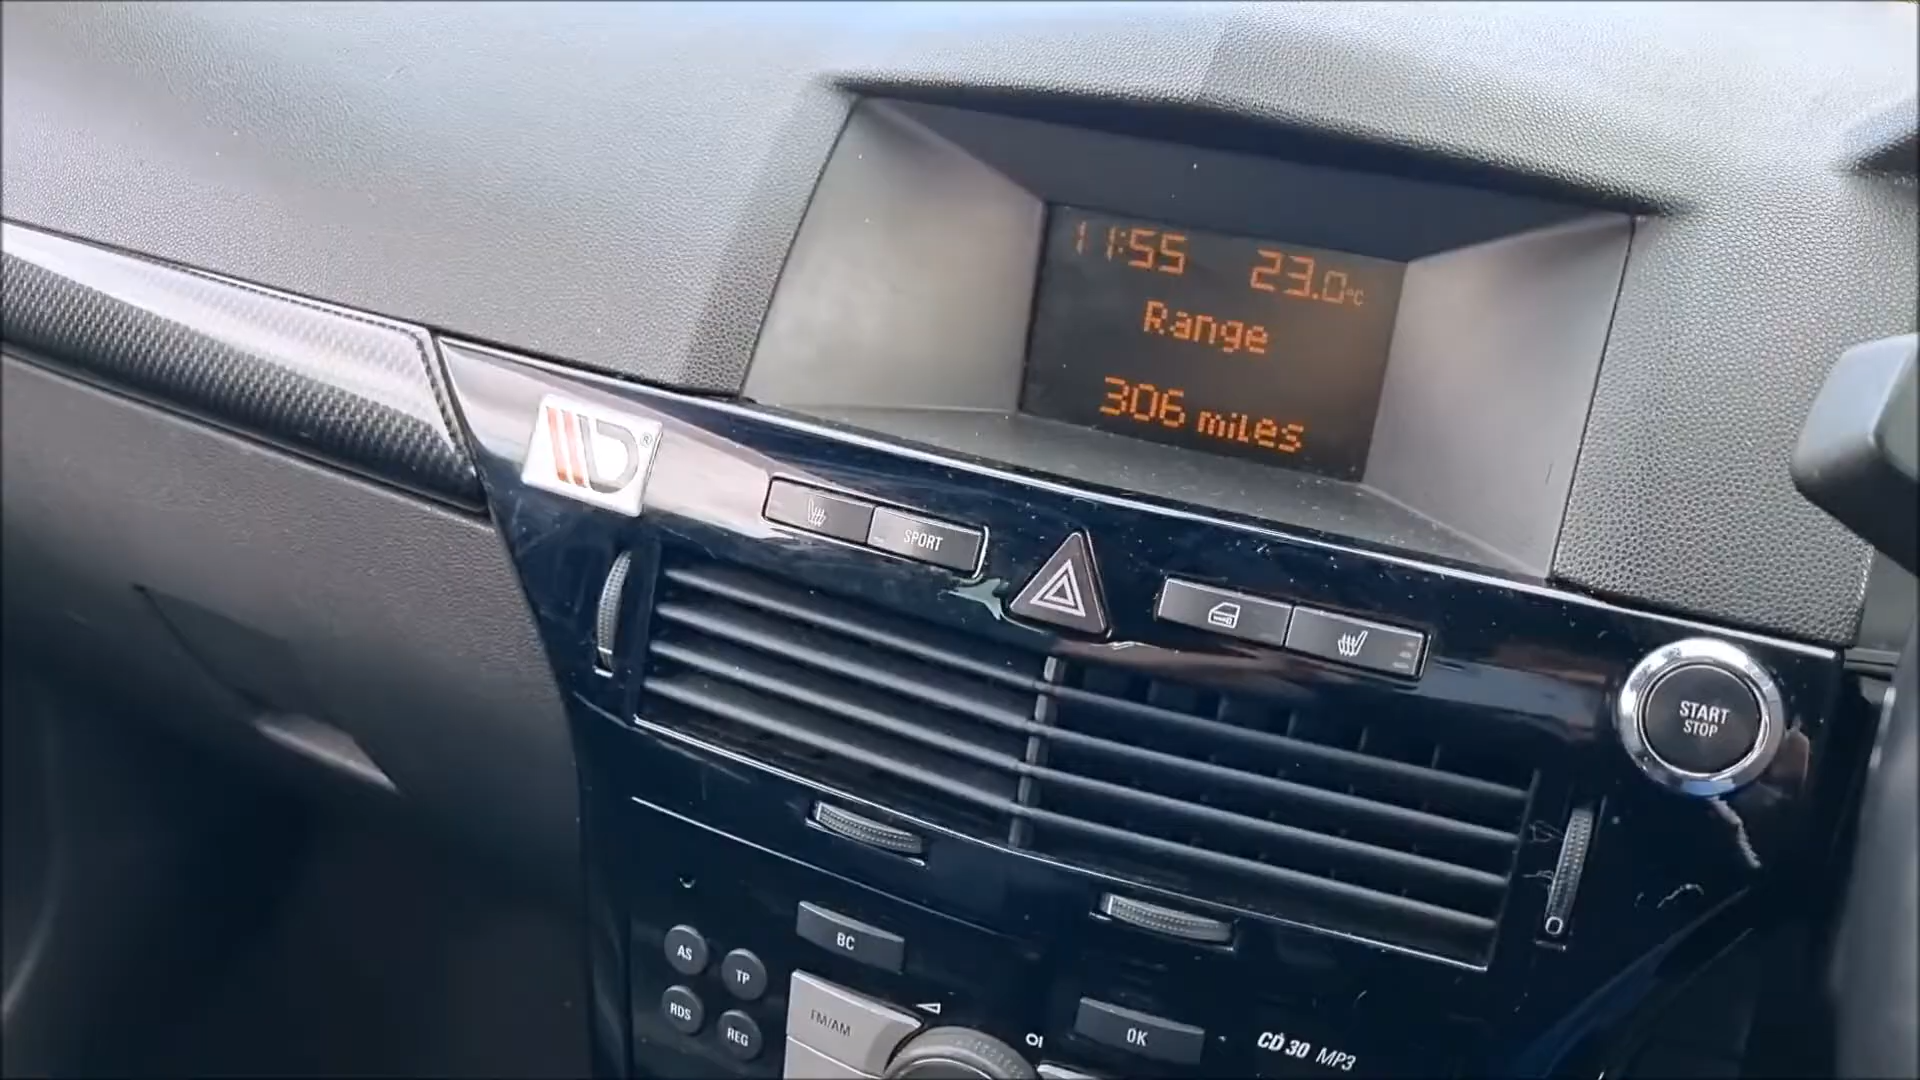 11:55 23.0°C
Range
306 miles
D®
SPORT
START
STOP
BC
AS
TP
RDS
REG
FM/AM
OK
CD 30 MP3